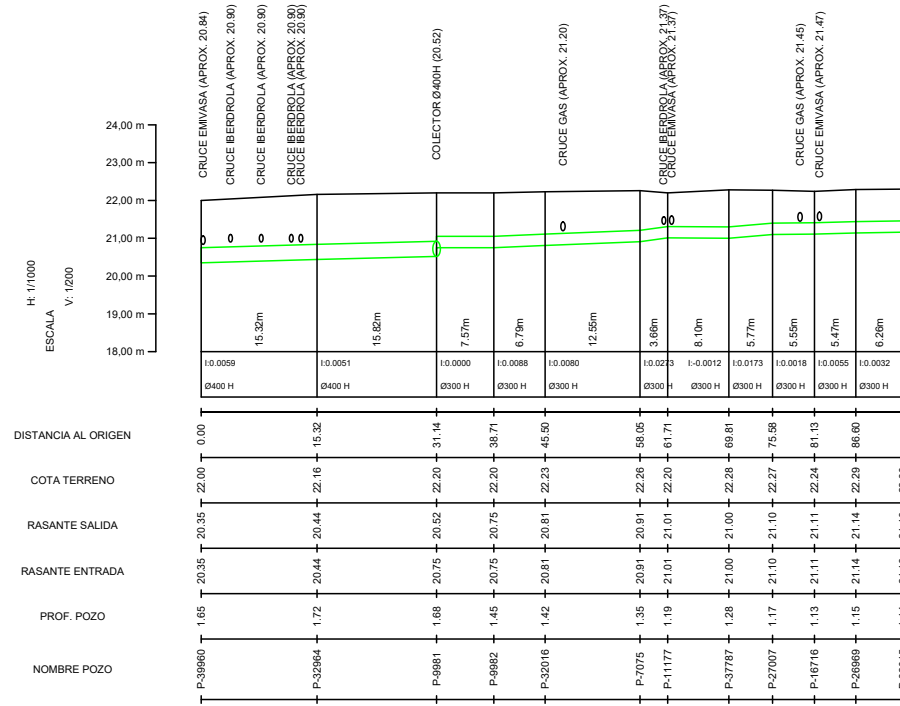 CRUCE EMIVASA (APROX. 20.84)
CRUCE IBERDROLA (APROX. 20.90)
CRUCE IBERDROLA (APROX. 20.90)
CRUCE IBERDROLA (APROX. 20.90)
CRUCE IBERDROLA (APROX. 20.90)
COLECTOR Ø400H (20.52)
CRUCE GAS (APROX. 21.20)
CRUCE IBERDROLA (APROX. 21.37)
CRUCE EMIVASA (APROX. 21.37)
CRUCE GAS (APROX. 21.45)
CRUCE EMIVASA (APROX. 21.47)
24,00 m
23,00 m
22,00 m
21,00 m
20,00 m
19,00 m
18,00 m
ESCALA
H: 1/1000
V: 1/200
15.32m 15.82m 7.57m 6.79m 12.55m 3.66m 8.10m 5.77m 5.55m 5.47m 6.26m
I:0.0059 I:0.0051 I:0.0000 I:0.0088 I:0.0080 I:0.0273 I:-0.0012 I:0.0173 I:0.0018 I:0.0055 I:0.0032
Ø400 H Ø400 H Ø300 H Ø300 H Ø300 H Ø300 H Ø300 H Ø300 H Ø300 H Ø300 H Ø300 H
DISTANCIA AL ORIGEN 0.00 15.32 31.14 38.71 45.50 58.05 61.71 69.81 75.58 81.13 86.60
COTA TERRENO 22.00 22.16 22.20 22.20 22.23 22.26 22.20 22.28 22.27 22.24 22.29
RASANTE SALIDA 20.35 20.44 20.52 20.75 20.81 20.91 21.01 21.00 21.10 21.11 21.14
RASANTE ENTRADA 20.35 20.44 20.75 20.75 20.81 20.91 21.01 21.00 21.10 21.11 21.14
PROF. POZO 1.65 1.72 1.68 1.45 1.42 1.35 1.19 1.28 1.17 1.13 1.15
NOMBRE POZO P-39960 P-32964 P-9981 P-9982 P-32016 P-7075 P-11177 P-37787 P-27007 P-16716 P-26969